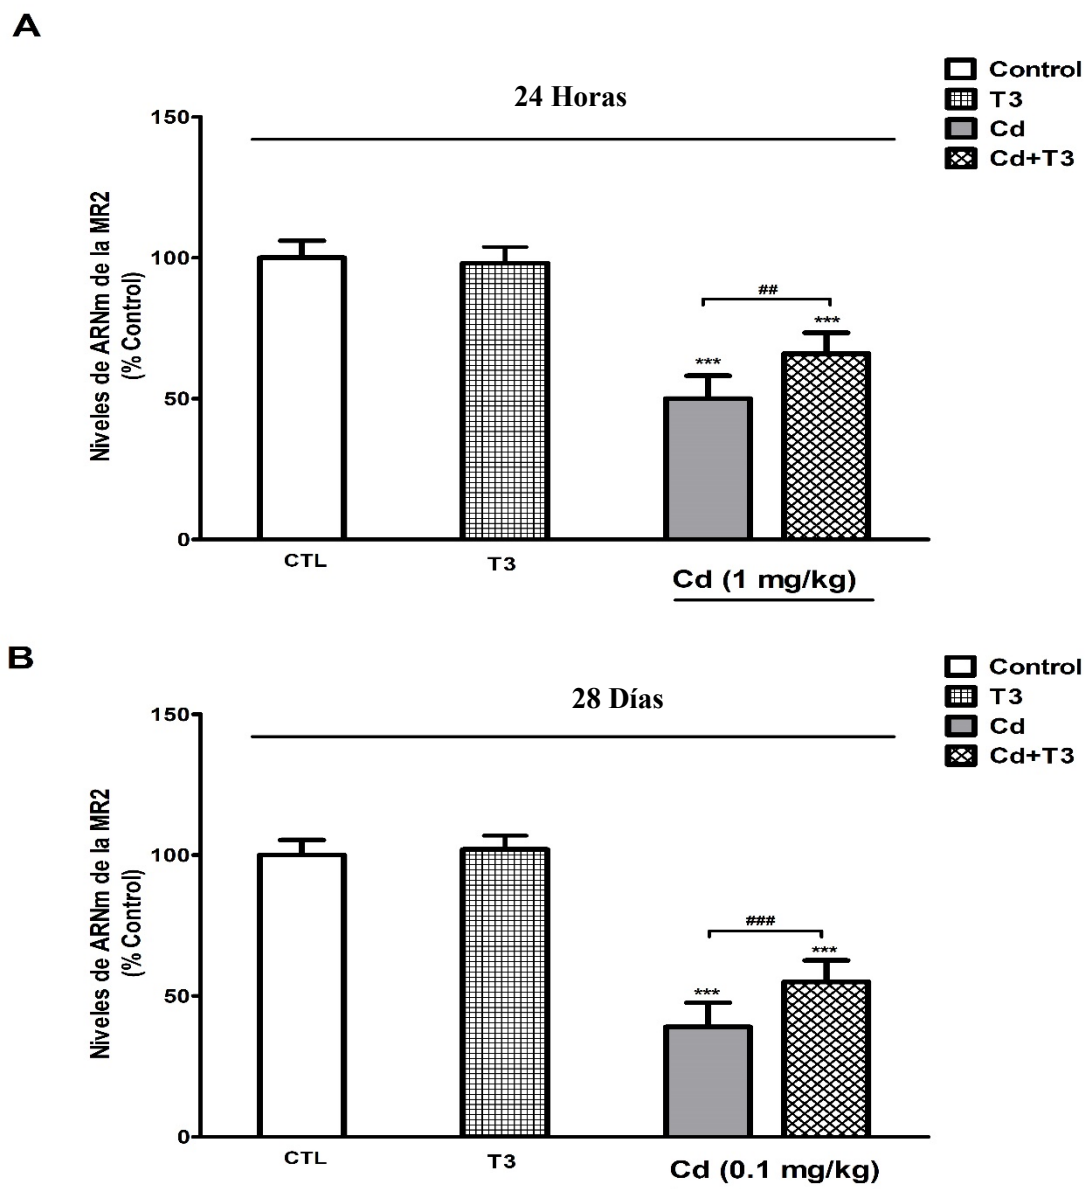 A
24 Horas
Control
T3
Cd
Cd+T3
Niveles de ARNm de la MR2
(% Control)
150
100
50
0
##
***
***
CTL
T3
Cd (1 mg/kg)
B
28 Días
Control
T3
Cd
Cd+T3
Niveles de ARNm de la MR2
(% Control)
150
100
50
0
###
***
***
CTL
T3
Cd (0.1 mg/kg)